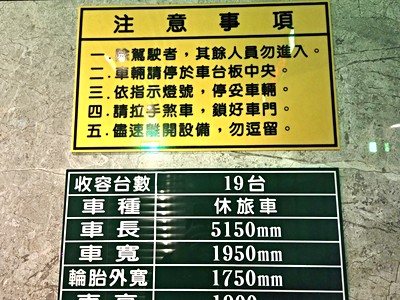 注意事項
一.除駕駛者，其餘人員勿進入。
二.車輛請停於車台板中央。
三.依指示燈號，停妥車輛。
四.請拉手煞車，鎖好車門。
五.儘速離開設備，勿逗留。
收容台數 19台
車種 休旅車
車長 5150mm
車寬 1950mm
輪胎外寬 1750mm
車高